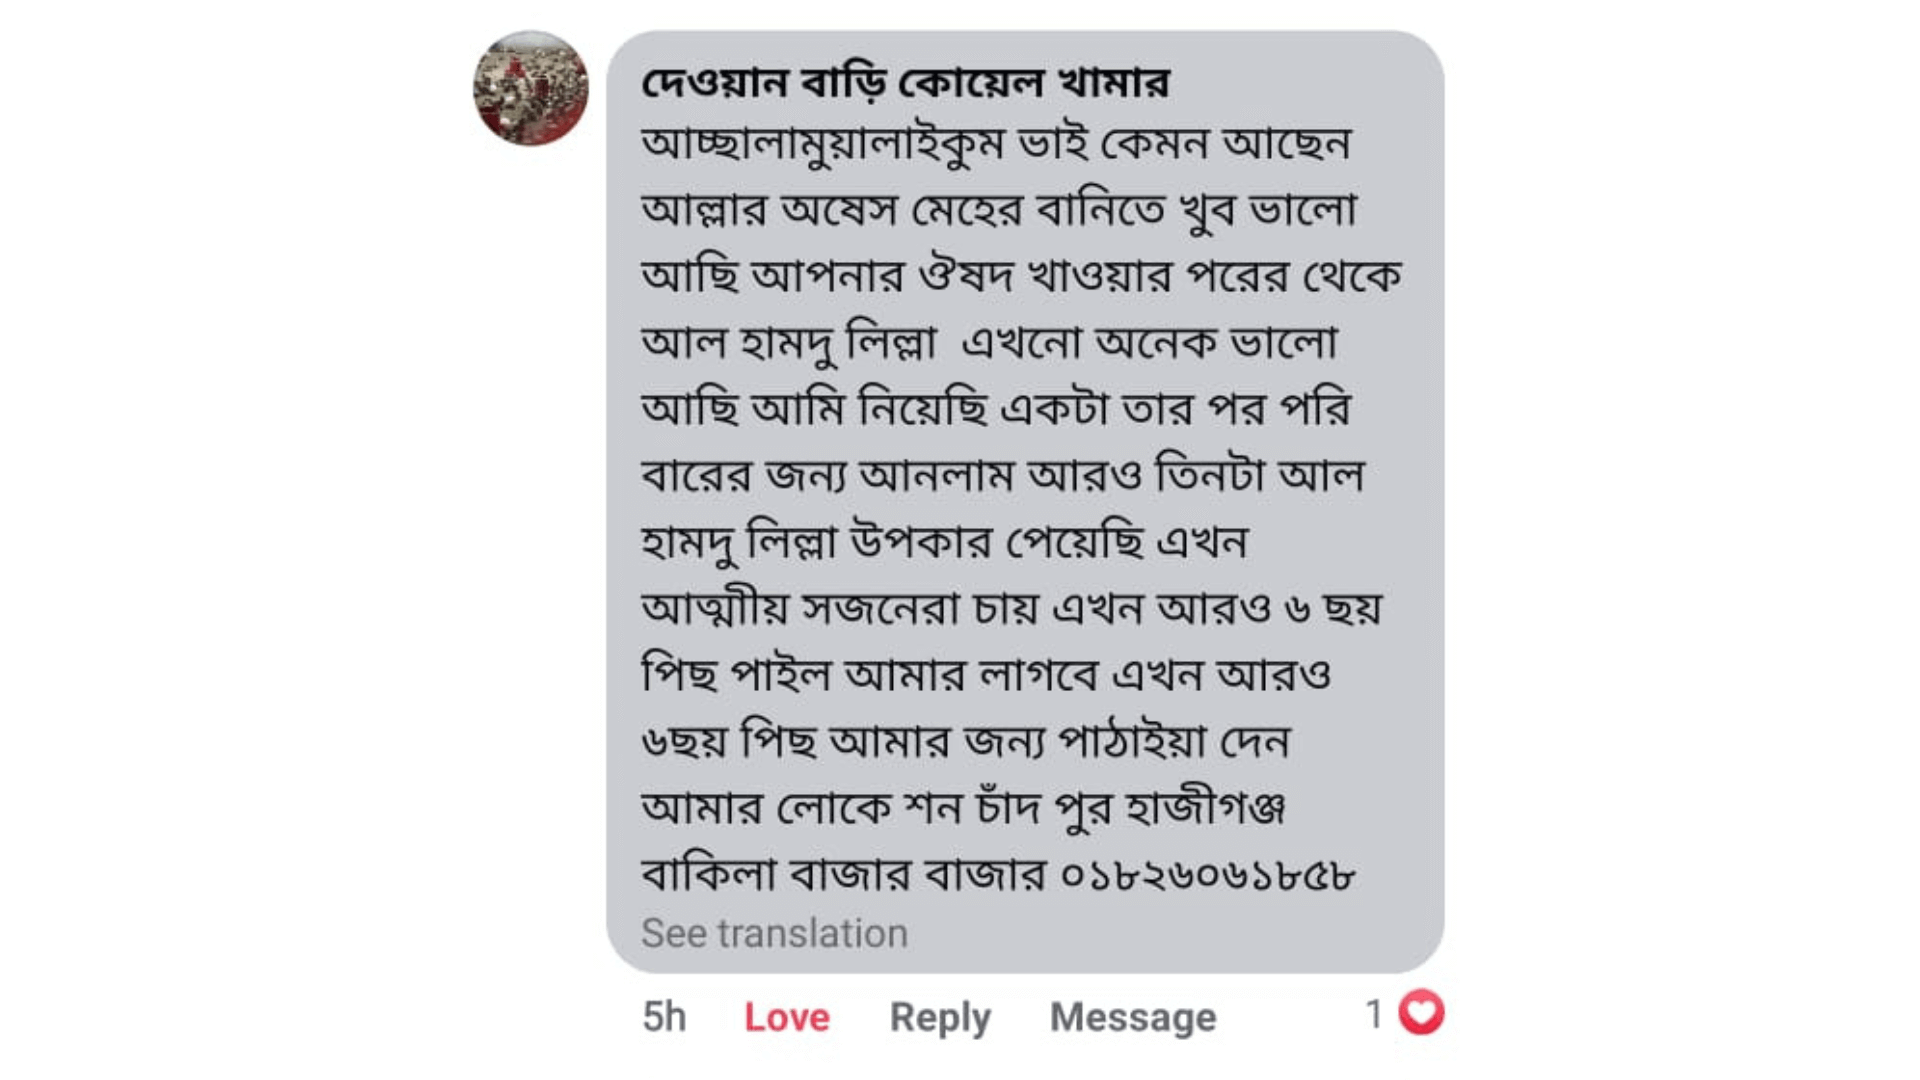 দেওয়ান বাড়ি কোয়েল খামার
আচ্ছালামুয়ালাইকুম ভাই কেমন আছেন
আল্লার অষেস মেহের বানিতে খুব ভালো
আছি আপনার ঔষদ খাওয়ার পরের থেকে
আল হামদু লিল্লা  এখনো অনেক ভালো
আছি আমি নিয়েছি একটা তার পর পরি
বারের জন্য আনলাম আরও তিনটা আল
হামদু লিল্লা উপকার পেয়েছি এখন
আত্মাীয় সজনেরা চায় এখন আরও ৬ ছয়
পিছ পাইল আমার লাগবে এখন আরও
৬ছয় পিছ আমার জন্য পাঠাইয়া দেন
আমার লোকে শন চাঁদ পুর হাজীগঞ্জ
বাকিলা বাজার বাজার ০১৮২৬০৬১৮৫৮
See translation
5h Love Reply Message 1